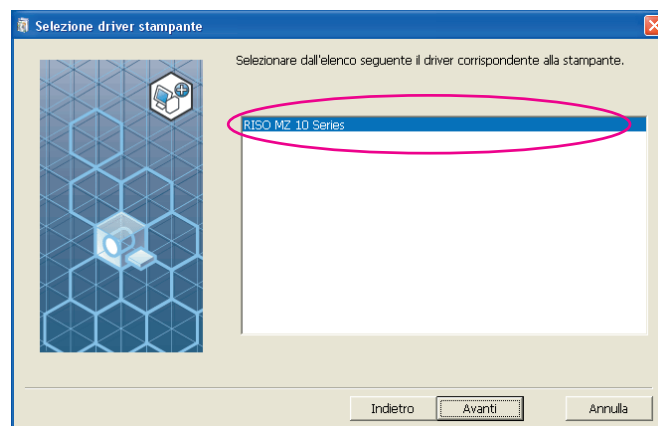 Selezione driver stampante
Selezionare dall'elenco seguente il driver corrispondente alla stampante.
RISO MZ 10 Series
Indietro
Avanti
Annulla